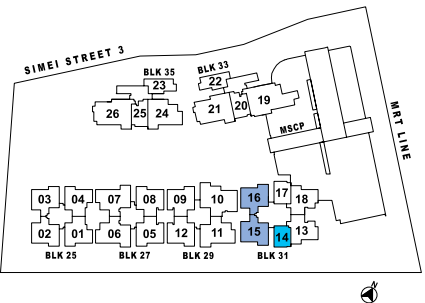 SIMEI STREET 3
BLK 35
BLK 33
23
22
26
25
24
21
20
19
MSCP
MRT LINE
03
04
07
08
09
10
16
17
18
02
01
06
05
12
11
15
14
13
BLK 25
BLK 27
BLK 29
BLK 31
N